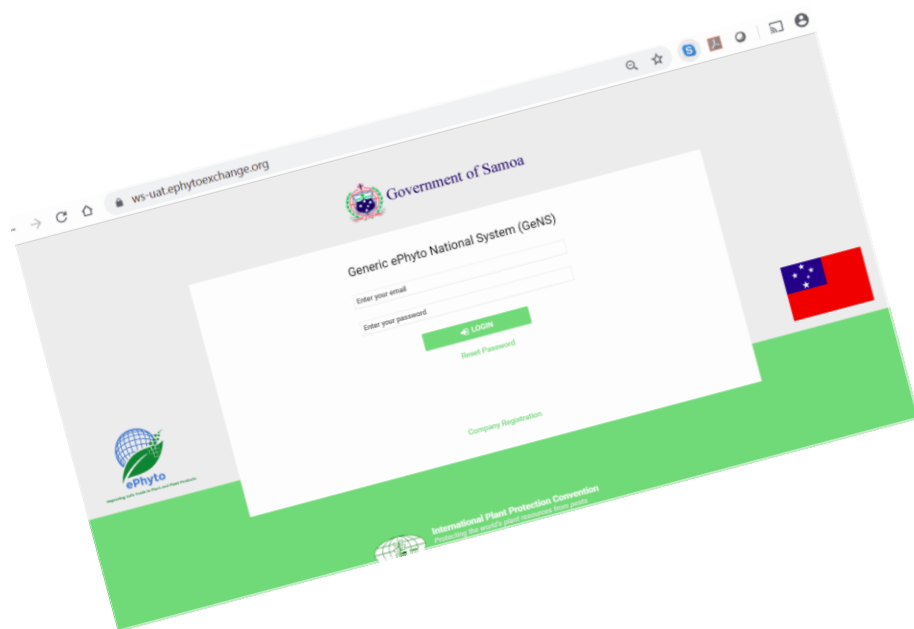 ws-uat.ephytoexchange.org
Government of Samoa
Generic ePhyto National System (GeNS)
Enter your email
Enter your password
LOGIN
Reset Password
Company Registration
ePhyto
International Plant Protection Convention
Protecting the world's plant resources from pests